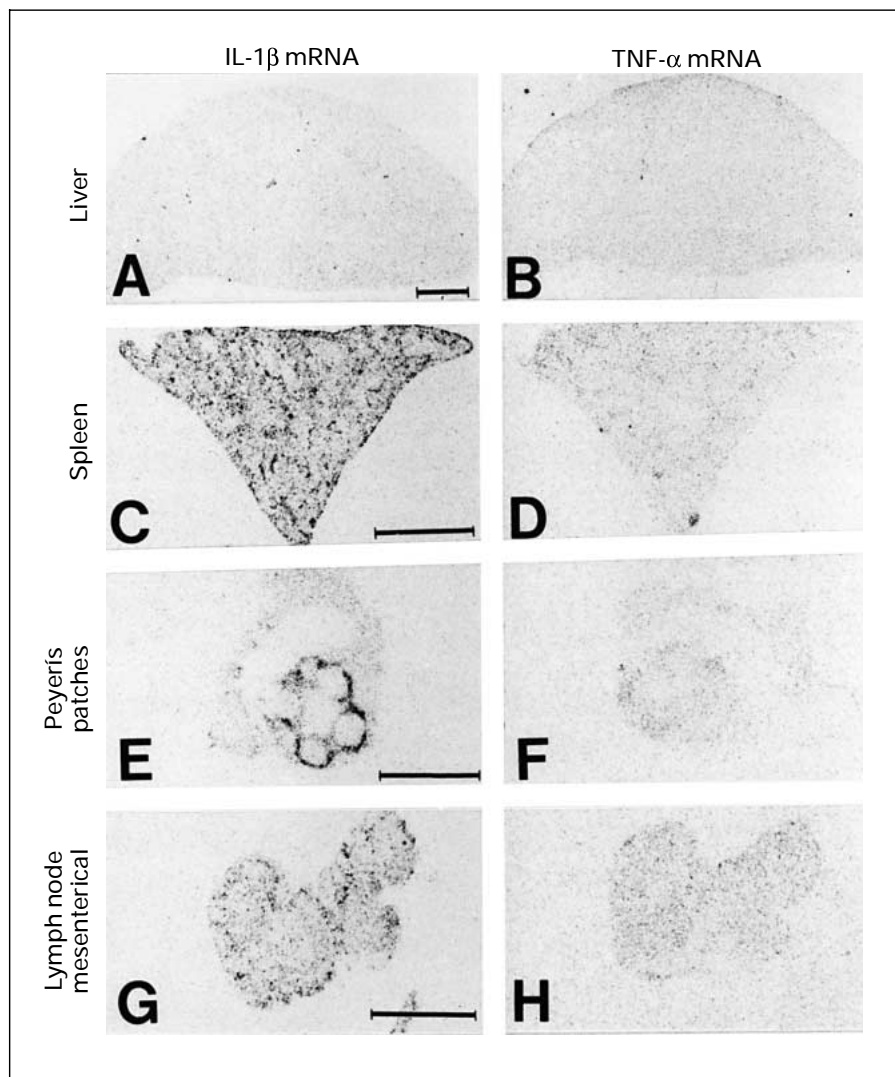 IL-1β mRNA
TNF-α mRNA
Liver
A
B
Spleen
C
D
Peyerís
patches
E
F
Lymph node
mesenterical
G
H